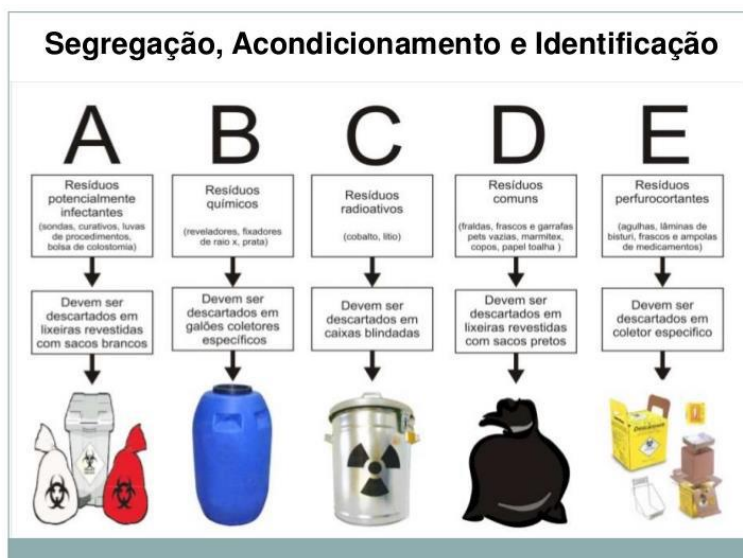 Segregação, Acondicionamento e Identificação
A
B
C
D
E
Resíduos
potencialmente
infectantes
(sondas, curativos, luvas
de procedimentos,
bolsa de colostomia)
Resíduos
químicos
(reveladores, fixadores
de raio x, prata)
Resíduos
radioativos
(cobalto, lítio)
Resíduos
comuns
(fraldas, frascos e garrafas
pets vazias, marmitex,
copos, papel toalha )
Resíduos
perfurocortantes
(agulhas, lâminas de
bisturi, frascos e ampolas
de medicamentos)
Devem ser
descartados em
lixeiras revestidas
com sacos brancos
Devem ser
descartados em
galões coletores
específicos
Devem ser
descartados em
caixas blindadas
Devem ser
descartados em
lixeiras revestidas
com sacos pretos
Devem ser
descartados em
coletor especifico